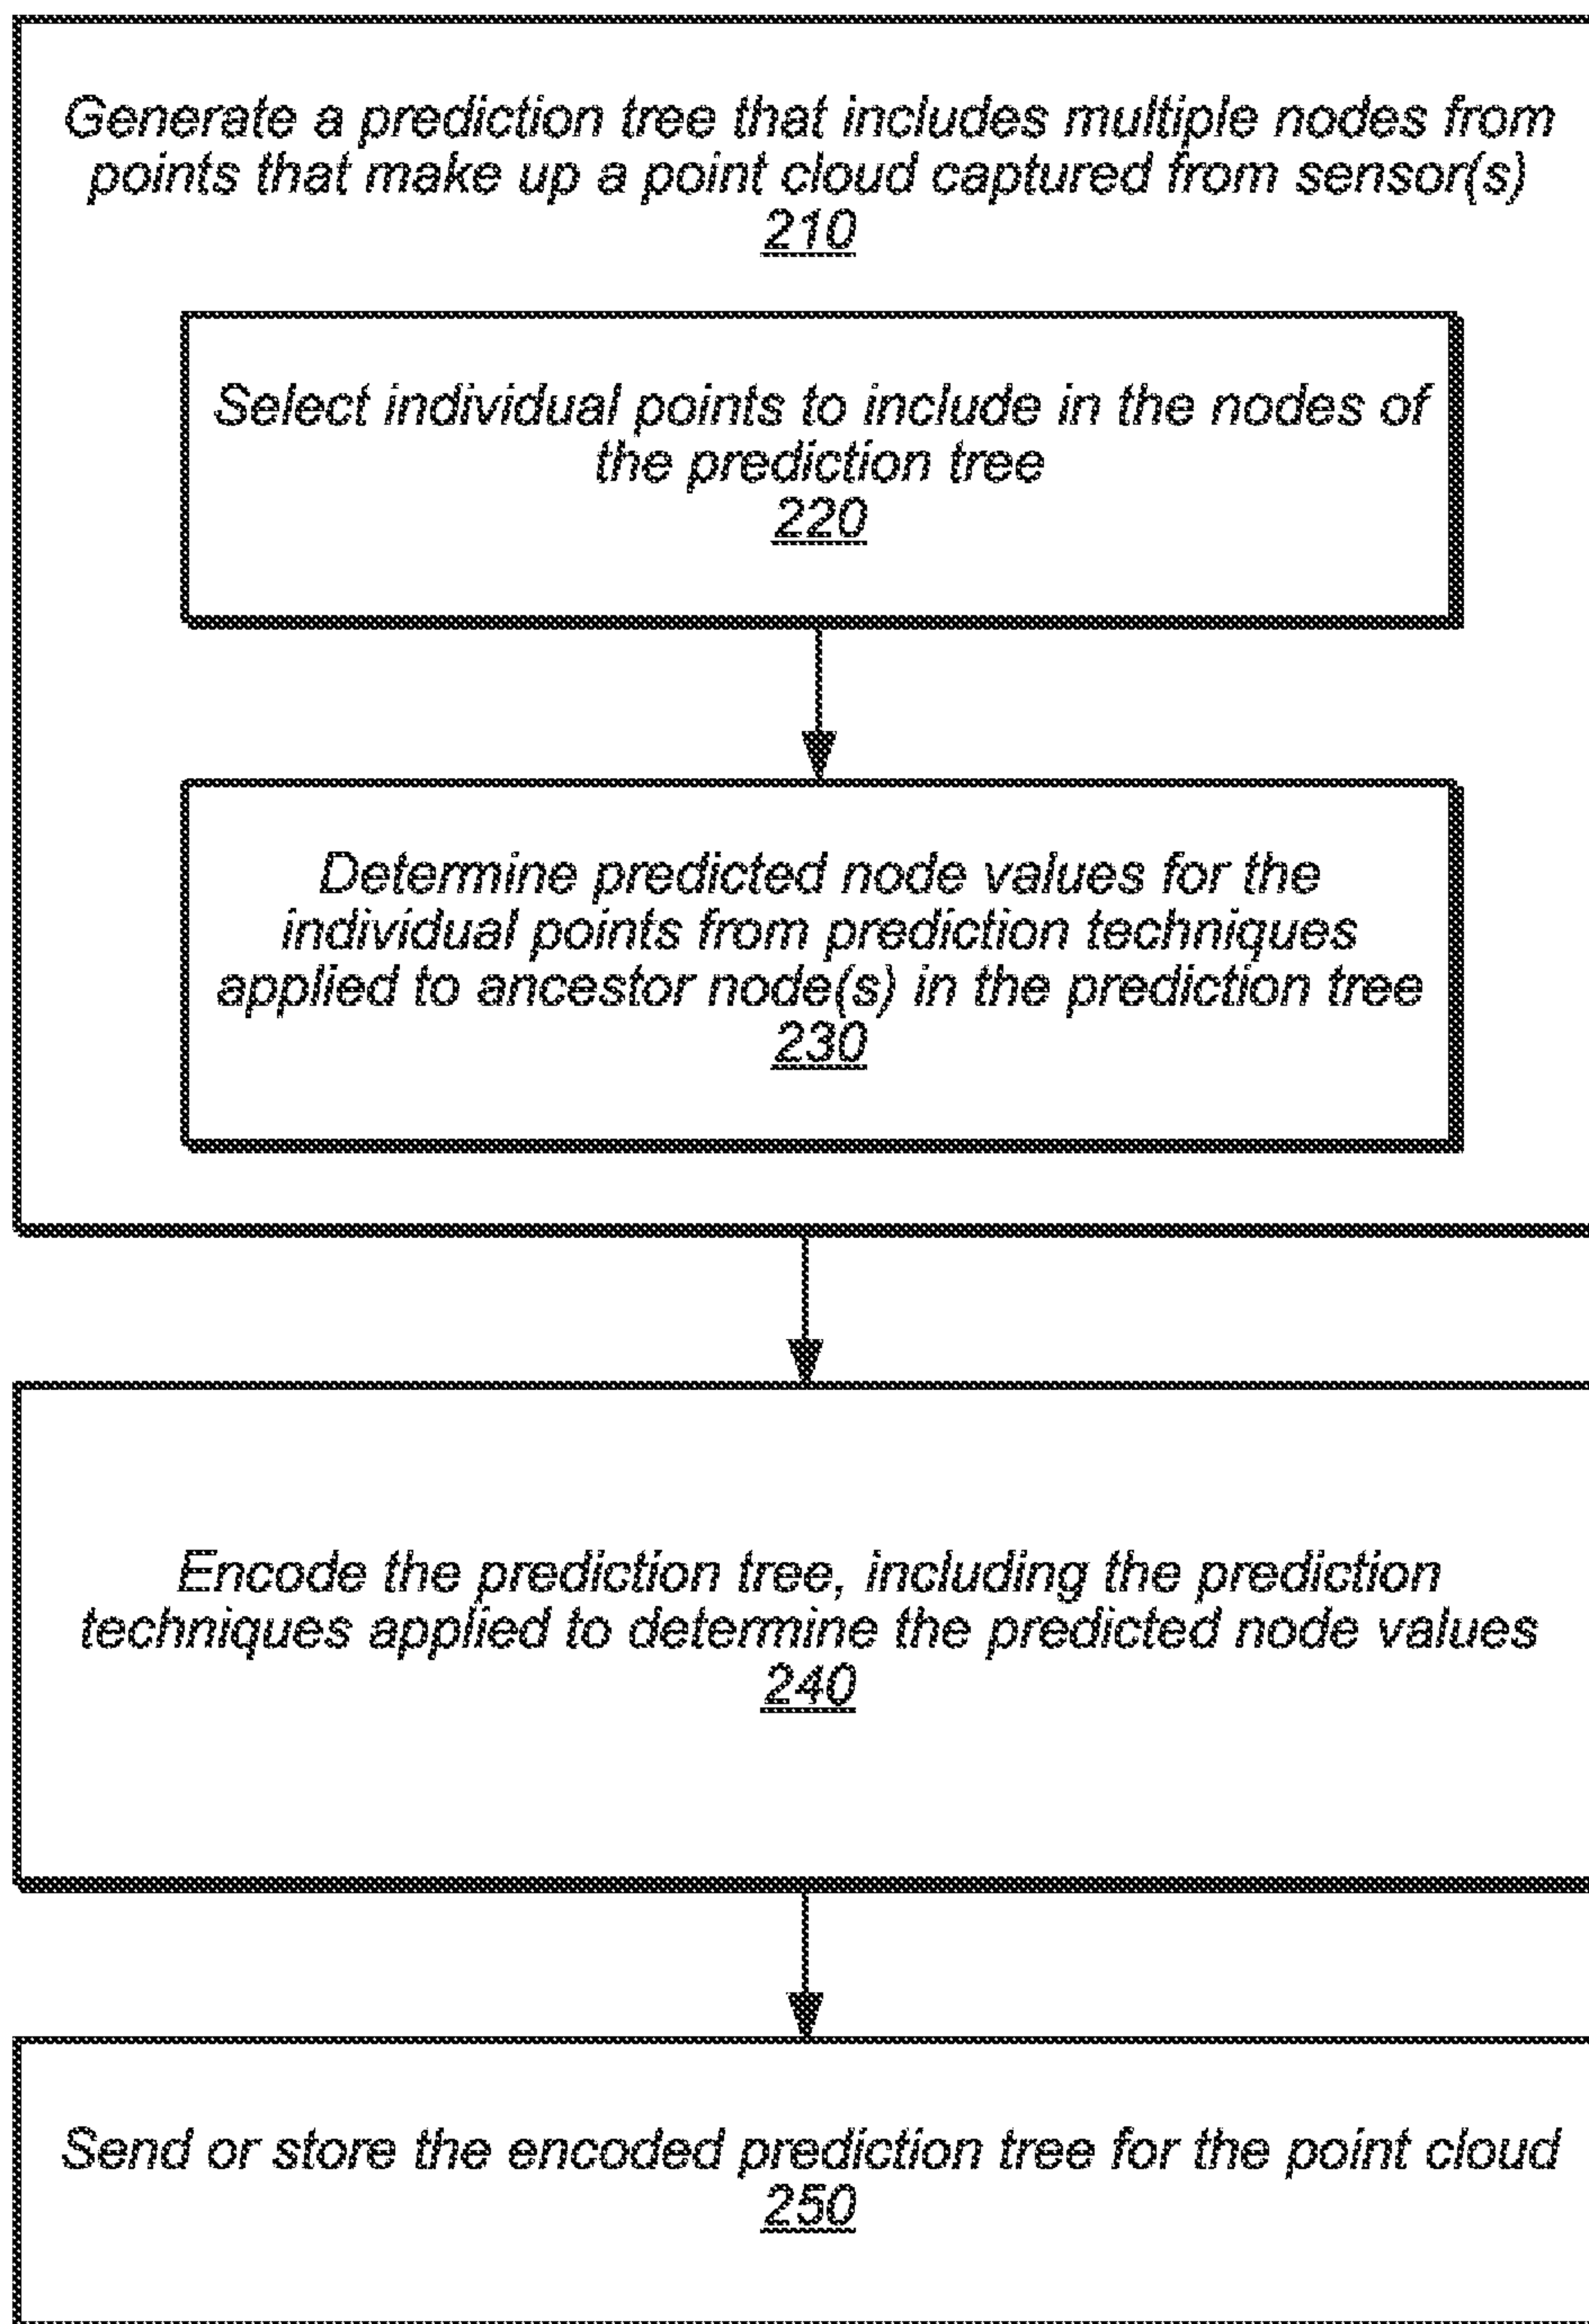 Generate a prediction tree that includes multiple nodes from
points that make up a point cloud captured from sensor(s)
210
Select individual points to include in the nodes of
the prediction tree
220
Determine predicted node values for the
individual points from prediction techniques
applied to ancestor node(s) in the prediction tree
230
Encode the prediction tree, including the prediction
techniques applied to determine the predicted node values
240
Send or store the encoded prediction tree for the point cloud
250